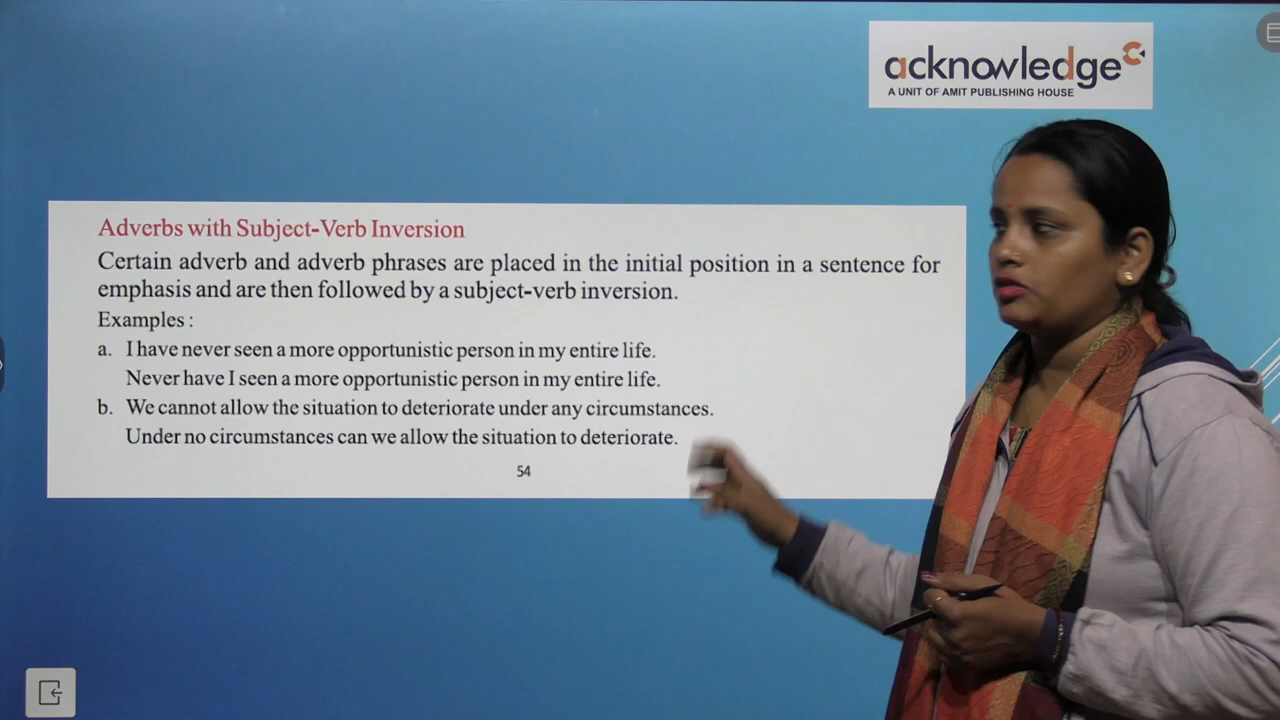 acknowledge
A UNIT OF AMIT PUBLISHING HOUSE
Adverbs with Subject-Verb Inversion
Certain adverb and adverb phrases are placed in the initial position in a sentence for
emphasis and are then followed by a subject-verb inversion.
Examples :
a. I have never seen a more opportunistic person in my entire life.
Never have I seen a more opportunistic person in my entire life.
b. We cannot allow the situation to deteriorate under any circumstances.
Under no circumstances can we allow the situation to deteriorate.
54